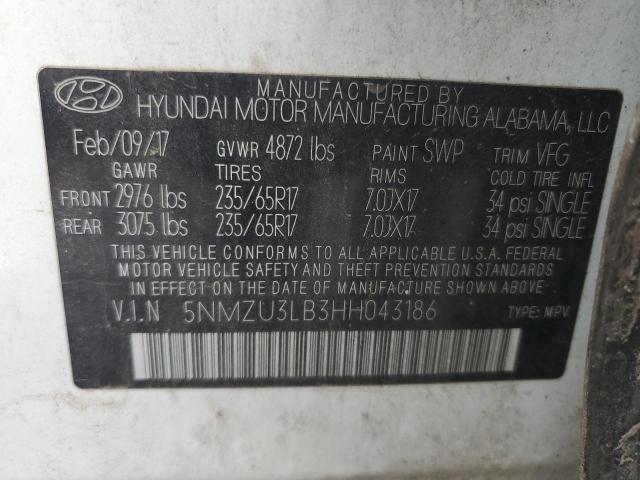 MANUFACTURED BY
HYUNDAI MOTOR MANUFACTURING ALABAMA, LLC
Feb/09/17 GVWR 4872 lbs PAINT SWP TRIM VFG
GAWR TIRES RIMS COLD TIRE INFL
FRONT 2976 lbs 235/65R17 7.0JX17 34 psi SINGLE
REAR 3075 lbs 235/65R17 7.0JX17 34 psi SINGLE
THIS VEHICLE CONFORMS TO ALL APPLICABLE U.S.A. FEDERAL
MOTOR VEHICLE SAFETY AND THEFT PREVENTION STANDARDS
IN EFFECT ON THE DATE OF MANUFACTURE SHOWN ABOVE.
V.I.N 5NMZU3LB3HH043186 TYPE: MPV